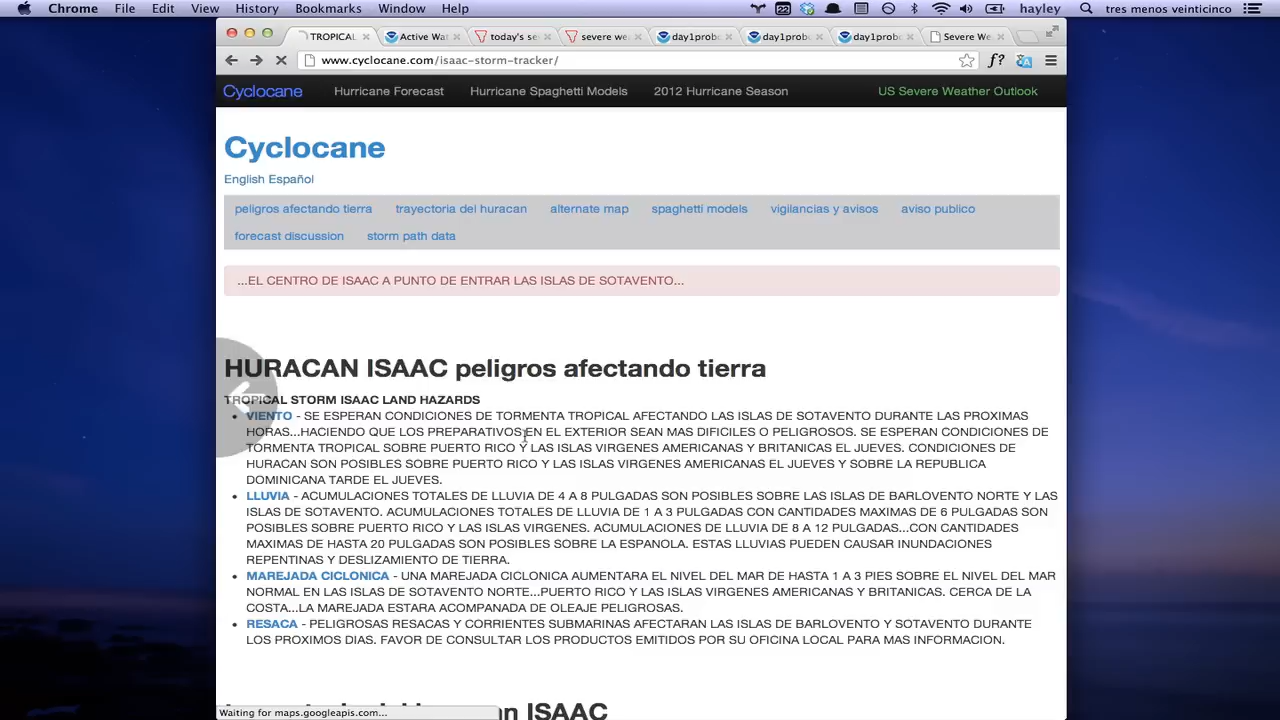 Chrome File Edit View History Bookmarks Window Help 22 hayley tres menos veinticinco
TROPICAL Active Wat today's se severe wea day1prob day1prob day1prob Severe We
www.cyclocane.com/isaac-storm-tracker/ f?
Cyclocane Hurricane Forecast Hurricane Spaghetti Models 2012 Hurricane Season US Severe Weather Outlook
Cyclocane
English Español
peligros afectando tierra trayectoria del huracan alternate map spaghetti models vigilancias y avisos aviso publico
forecast discussion storm path data
...EL CENTRO DE ISAAC A PUNTO DE ENTRAR LAS ISLAS DE SOTAVENTO...
HURACAN ISAAC peligros afectando tierra
TROPICAL STORM ISAAC LAND HAZARDS
• VIENTO - SE ESPERAN CONDICIONES DE TORMENTA TROPICAL AFECTANDO LAS ISLAS DE SOTAVENTO DURANTE LAS PROXIMAS
HORAS...HACIENDO QUE LOS PREPARATIVOS EN EL EXTERIOR SEAN MAS DIFICILES O PELIGROSOS. SE ESPERAN CONDICIONES DE
TORMENTA TROPICAL SOBRE PUERTO RICO Y LAS ISLAS VIRGENES AMERICANAS Y BRITANICAS EL JUEVES. CONDICIONES DE
HURACAN SON POSIBLES SOBRE PUERTO RICO Y LAS ISLAS VIRGENES AMERICANAS EL JUEVES Y SOBRE LA REPUBLICA
DOMINICANA TARDE EL JUEVES.
• LLUVIA - ACUMULACIONES TOTALES DE LLUVIA DE 4 A 8 PULGADAS SON POSIBLES SOBRE LAS ISLAS DE BARLOVENTO NORTE Y LAS
ISLAS DE SOTAVENTO. ACUMULACIONES TOTALES DE LLUVIA DE 1 A 3 PULGADAS CON CANTIDADES MAXIMAS DE 6 PULGADAS SON
POSIBLES SOBRE PUERTO RICO Y LAS ISLAS VIRGENES. ACUMULACIONES DE LLUVIA DE 8 A 12 PULGADAS...CON CANTIDADES
MAXIMAS DE HASTA 20 PULGADAS SON POSIBLES SOBRE LA ESPANOLA. ESTAS LLUVIAS PUEDEN CAUSAR INUNDACIONES
REPENTINAS Y DESLIZAMIENTO DE TIERRA.
• MAREJADA CICLONICA - UNA MAREJADA CICLONICA AUMENTARA EL NIVEL DEL MAR DE HASTA 1 A 3 PIES SOBRE EL NIVEL DEL MAR
NORMAL EN LAS ISLAS DE SOTAVENTO NORTE...PUERTO RICO Y LAS ISLAS VIRGENES AMERICANAS Y BRITANICAS. CERCA DE LA
COSTA...LA MAREJADA ESTARA ACOMPANADA DE OLEAJE PELIGROSAS.
• RESACA - PELIGROSAS RESACAS Y CORRIENTES SUBMARINAS AFECTARAN LAS ISLAS DE BARLOVENTO Y SOTAVENTO DURANTE
LOS PROXIMOS DIAS. FAVOR DE CONSULTAR LOS PRODUCTOS EMITIDOS POR SU OFICINA LOCAL PARA MAS INFORMACION.
ISAAC
Waiting for maps.googleapis.com...